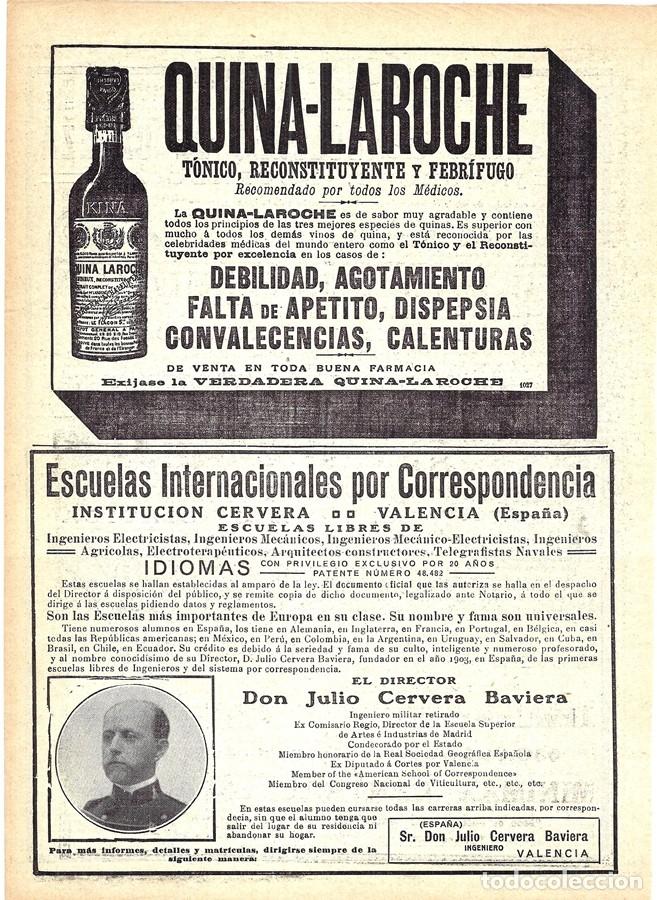 QUINA-LAROCHE
TÓNICO, RECONSTITUYENTE Y FEBRÍFUGO
Recomendado por todos los Médicos.
La QUINA-LAROCHE es de sabor muy agradable y contiene
todos los principios de las tres mejores especies de quinas. Es superior con
mucho á todos los demás vinos de quina, y está reconocida por las
celebridades médicas del mundo entero como el Tónico y el Reconsti-
tuyente por excelencia en los casos de:
DEBILIDAD, AGOTAMIENTO
FALTA DE APETITO, DISPEPSIA
CONVALECENCIAS, CALENTURAS
DE VENTA EN TODA BUENA FARMACIA
Exijase la VERDADERA QUINA-LAROCHE
1027
KINA
QUINA LAROCHE
Escuelas Internacionales por Correspondencia
INSTITUCION CERVERA VALENCIA (España)
ESCUELAS LIBRES DE
Ingenieros Electricistas, Ingenieros Mecánicos, Ingenieros Mecánico-Electricistas, Ingenieros
Agrícolas, Electroterapénticos, Arquitectos constructores, Telegrafistas Navales
IDIOMAS CON PRIVILEGIO EXCLUSIVO POR 20 AÑOS
PATENTE NÚMERO 48,482
Estas escuelas se hallan establecidas al amparo de la ley. El documento oficial que las autoriza se halla en el despacho
del Director á disposición del público, y se remite copia de dicho documento, legalizado ante Notario, á todo el que se
dirige á las escuelas pidiendo datos y reglamentos.
Son las Escuelas más importantes de Europa en su clase. Su nombre y fama son universales.
Tiene numerosos alumnos en España, los tiene en Alemania, en Inglaterra, en Francia, en Portugal, en Bélgica, en casi
todas las Repúblicas americanas; en México, en Perú, en Colombia, en la Argentina, en Uruguay, en Salvador, en Cuba, en
Brasil, en Chile, en Ecuador. Su crédito es debido á la seriedad y fama de su culto, inteligente y numeroso profesorado,
y al nombre conocidísimo de su Director, D. Julio Cervera Baviera, fundador en el año 1903, en España, de las primeras
escuelas libres de Ingenieros y del sistema por correspondencia.
EL DIRECTOR
Don Julio Cervera Baviera
Ingeniero militar retirado
Ex Comisario Regio, Director de la Escuela Superior
de Artes é Industrias de Madrid
Condecorado por el Estado
Miembro honorario de la Real Sociedad Geográfica Española
Ex Diputado á Cortes por Valencia
Member of the «American School of Correspondence»
Miembro del Congreso Nacional de Viticultura, etc., etc., etc.
En estas escuelas pueden cursarse todas las carreras arriba indicadas, por correspon-
dencia, sin que el alumno tenga que
salir del lugar de su residencia ni
abandonar su hogar.
Para más informes, detalles y matrículas, dirigirse siempre de la
siguiente manera:
(ESPAÑA)
Sr. Don Julio Cervera Baviera
INGENIERO
VALENCIA
todocoleccion